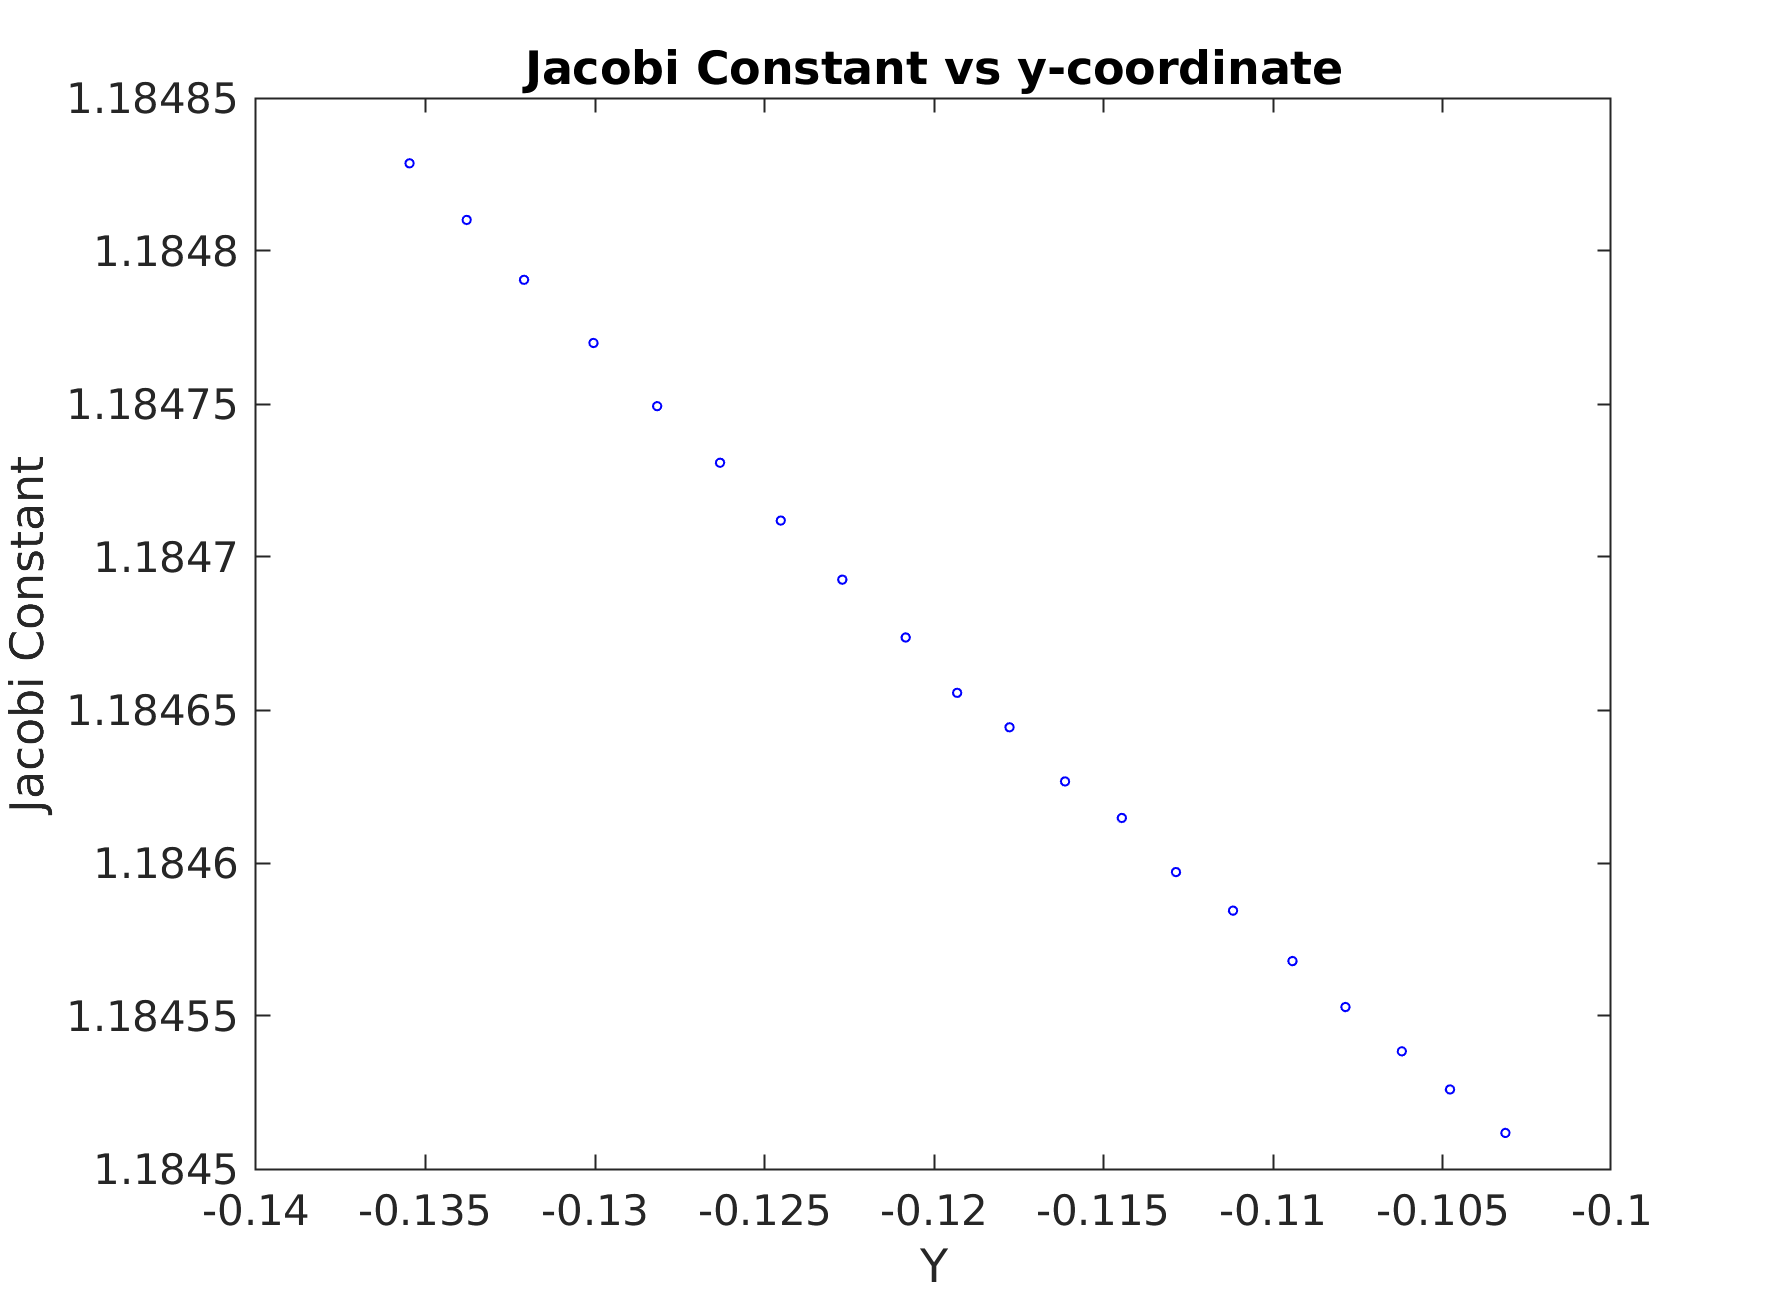 Jacobi Constant vs y-coordinate
1.18485
1.1848
1.18475
1.1847
1.18465
1.1846
1.18455
1.1845
Jacobi Constant
-0.14 -0.135 -0.13 -0.125 -0.12 -0.115 -0.11 -0.105 -0.1
Y